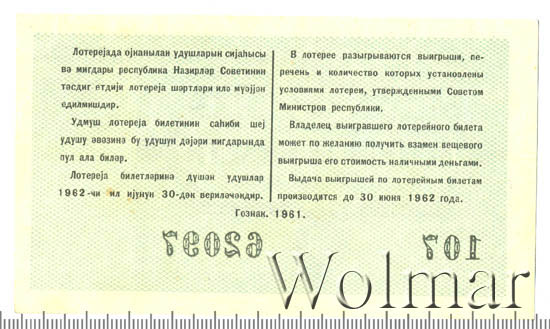 Лотерејада ојканылан удушларын сијаһысы
вә мигдары республика Назирләр Советинин
тәсдиг етдији лотереја шәртләри илә мүәјјән
едилмишдир.
Удмуш лотереја билетинин саһиби шеј
удушу әвәзинә бу удушун дәјәри мигдарында
пул ала биләр.
Лотереја билетләринә дүшән удушлар
1962-чи ил ијунун 30-дәк вериләчәкдир.
В лотерее разыгрываются выигрыши, пе-
речень и количество которых установлены
условиями лотереи, утвержденными Советом
Министров республики.
Владелец выигравшего лотерейного билета
может по желанию получить взамен вещевого
выигрыша его стоимость наличными деньгами.
Выдача выигрышей по лотерейным билетам
производится до 30 июня 1962 года.
Гознак. 1961.
62097
107
Wolmar